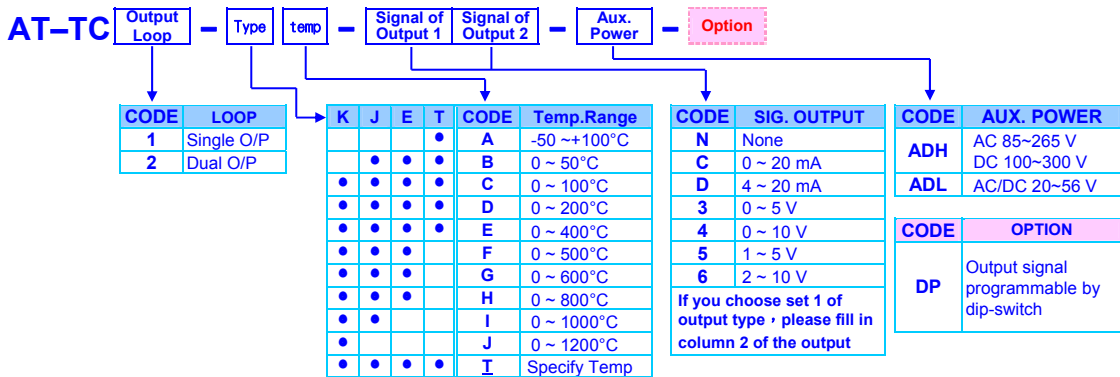 AT–TC Output Loop – Type temp – Signal of Output 1 Signal of Output 2 – Aux. Power – Option
CODE LOOP
1 Single O/P
2 Dual O/P
K J E T CODE Temp.Range
• A -50 ~+100°C
• • • B 0 ~ 50°C
• • • • C 0 ~ 100°C
• • • • D 0 ~ 200°C
• • • • E 0 ~ 400°C
• • • F 0 ~ 500°C
• • • G 0 ~ 600°C
• • • H 0 ~ 800°C
• • I 0 ~ 1000°C
• J 0 ~ 1200°C
• • • • T Specify Temp
CODE SIG. OUTPUT
N None
C 0 ~ 20 mA
D 4 ~ 20 mA
3 0 ~ 5 V
4 0 ~ 10 V
5 1 ~ 5 V
6 2 ~ 10 V
If you choose set 1 of
output type，please fill in
column 2 of the output
CODE AUX. POWER
ADH AC 85~265 V
DC 100~300 V
ADL AC/DC 20~56 V
CODE OPTION
DP Output signal
programmable by
dip-switch